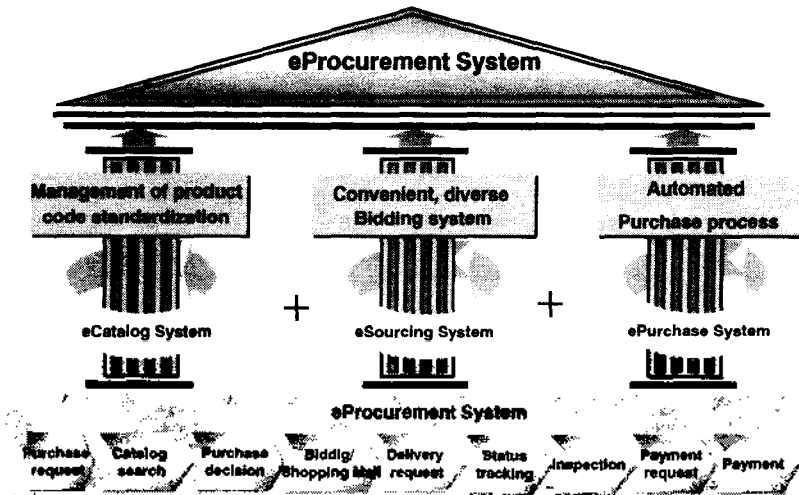 eProcurement System
Management of product
code standardization
Convenient, diverse
Bidding system
Automated
Purchase process
+
+
eCatalog System
eSourcing System
ePurchase System
eProcurement System
Purchase
request
Catalog
search
Purchase
decision
Biddig/
Shopping Mall
Delivery
request
Status
tracking
Inspection
Payment
request
Payment